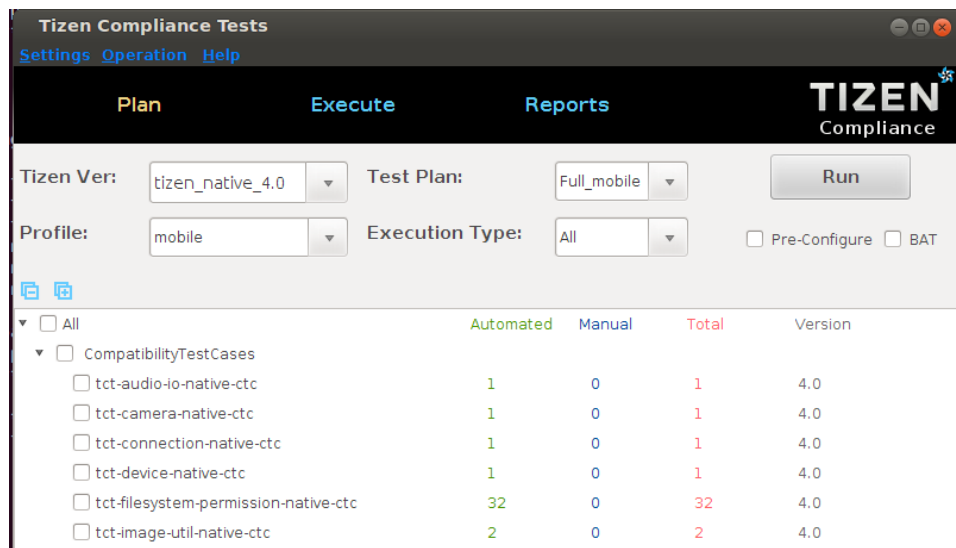 Tizen Compliance Tests
Settings Operation Help
Plan Execute Reports TIZEN
Compliance
Tizen Ver: tizen_native_4.0 Test Plan: Full_mobile Run
Profile: mobile Execution Type: All Pre-Configure BAT
All Automated Manual Total Version
CompatibilityTestCases
tct-audio-io-native-ctc 1 0 1 4.0
tct-camera-native-ctc 1 0 1 4.0
tct-connection-native-ctc 1 0 1 4.0
tct-device-native-ctc 1 0 1 4.0
tct-filesystem-permission-native-ctc 32 0 32 4.0
tct-image-util-native-ctc 2 0 2 4.0